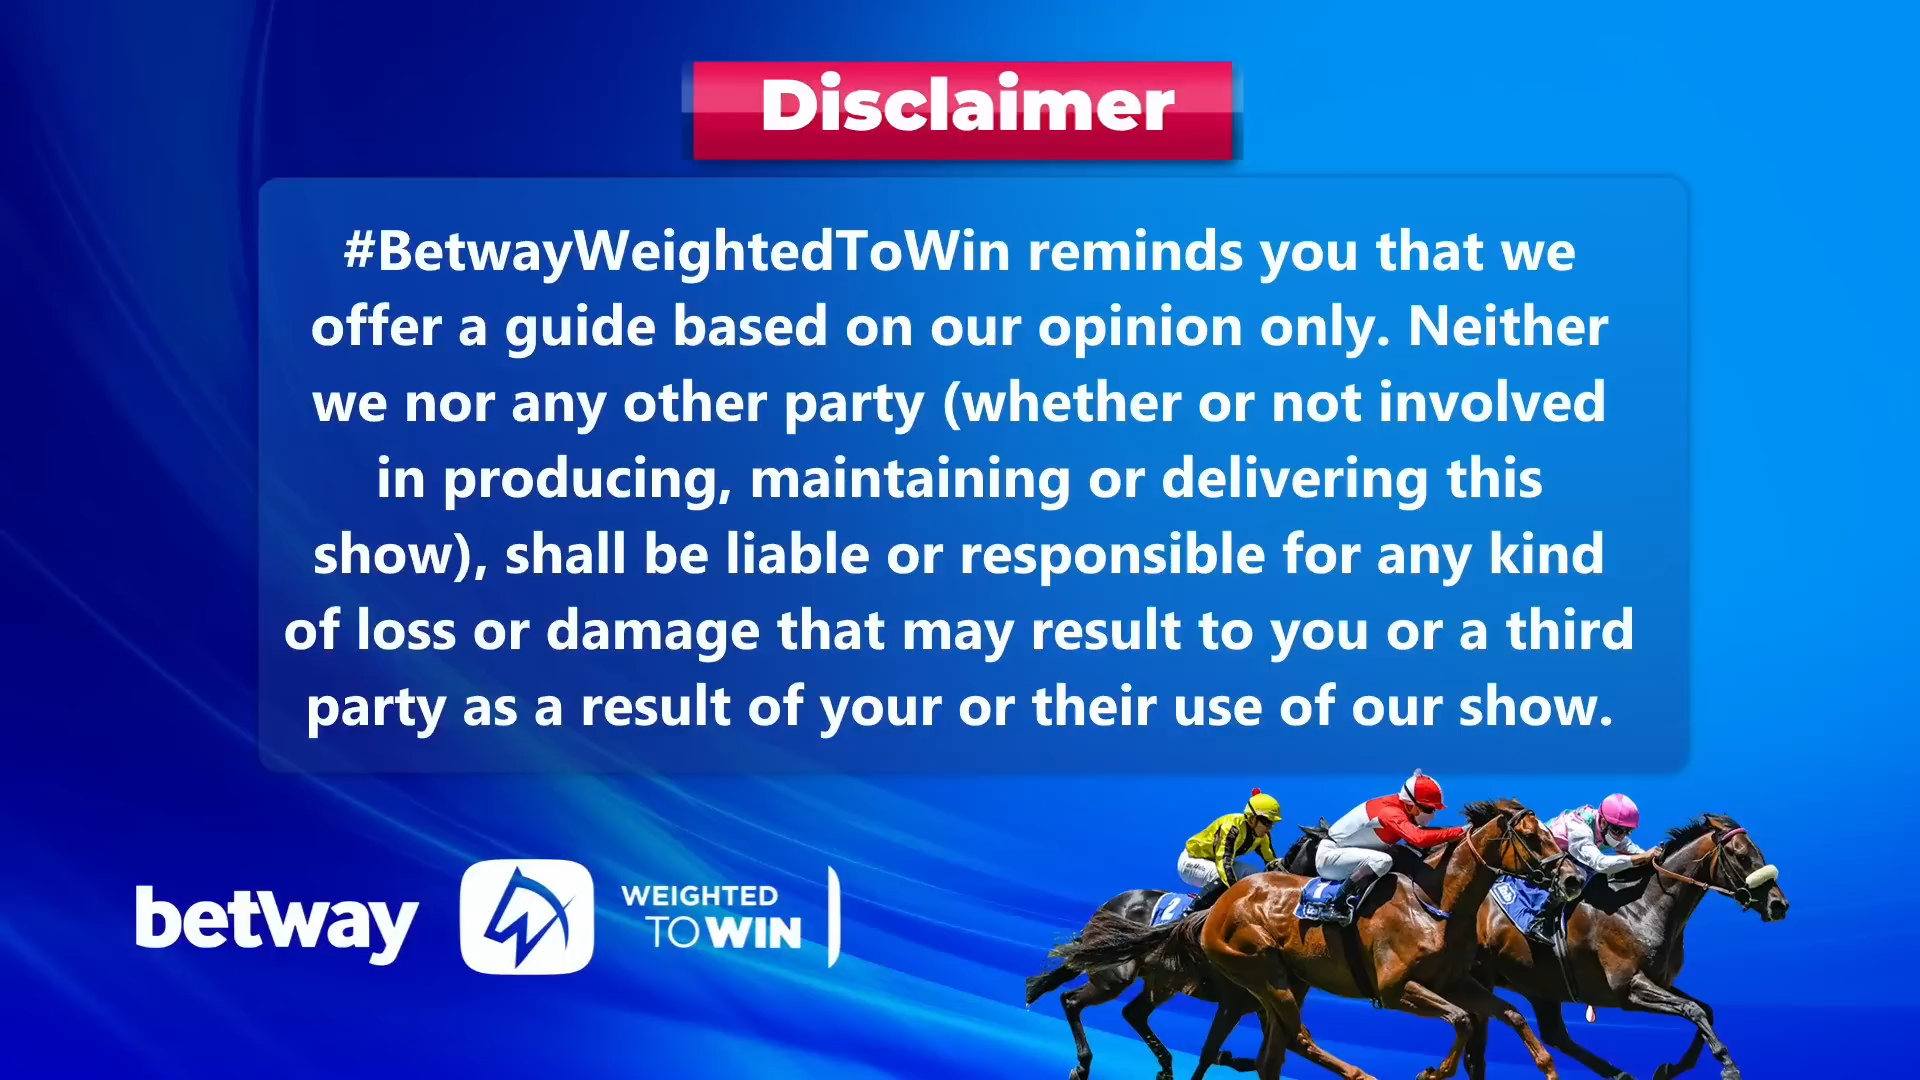 Disclaimer
#BetwayWeightedToWin reminds you that we
offer a guide based on our opinion only. Neither
we nor any other party (whether or not involved
in producing, maintaining or delivering this
show), shall be liable or responsible for any kind
of loss or damage that may result to you or a third
party as a result of your or their use of our show.
betway
WEIGHTED
TO WIN
2
1